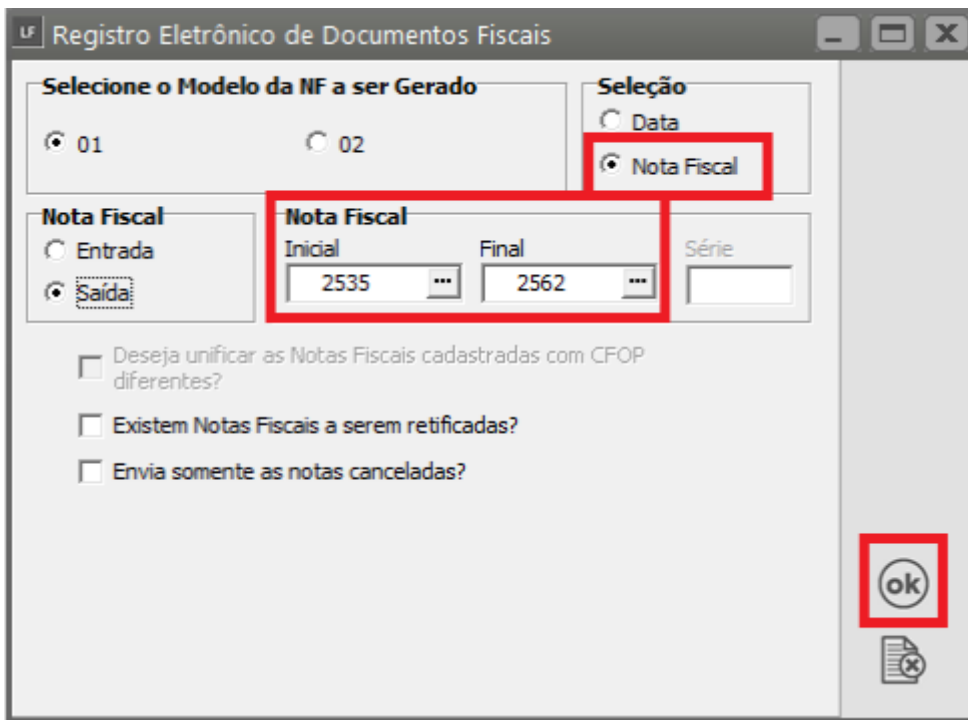 LF Registro Eletrônico de Documentos Fiscais
Selecione o Modelo da NF a ser Gerado
01 02
Seleção
Data
Nota Fiscal
Nota Fiscal
Entrada
Saída
Nota Fiscal
Inicial Final
2535 ... 2562 ...
Série
Deseja unificar as Notas Fiscais cadastradas com CFOP
diferentes?
Existem Notas Fiscais a serem retificadas?
Envia somente as notas canceladas?
ok